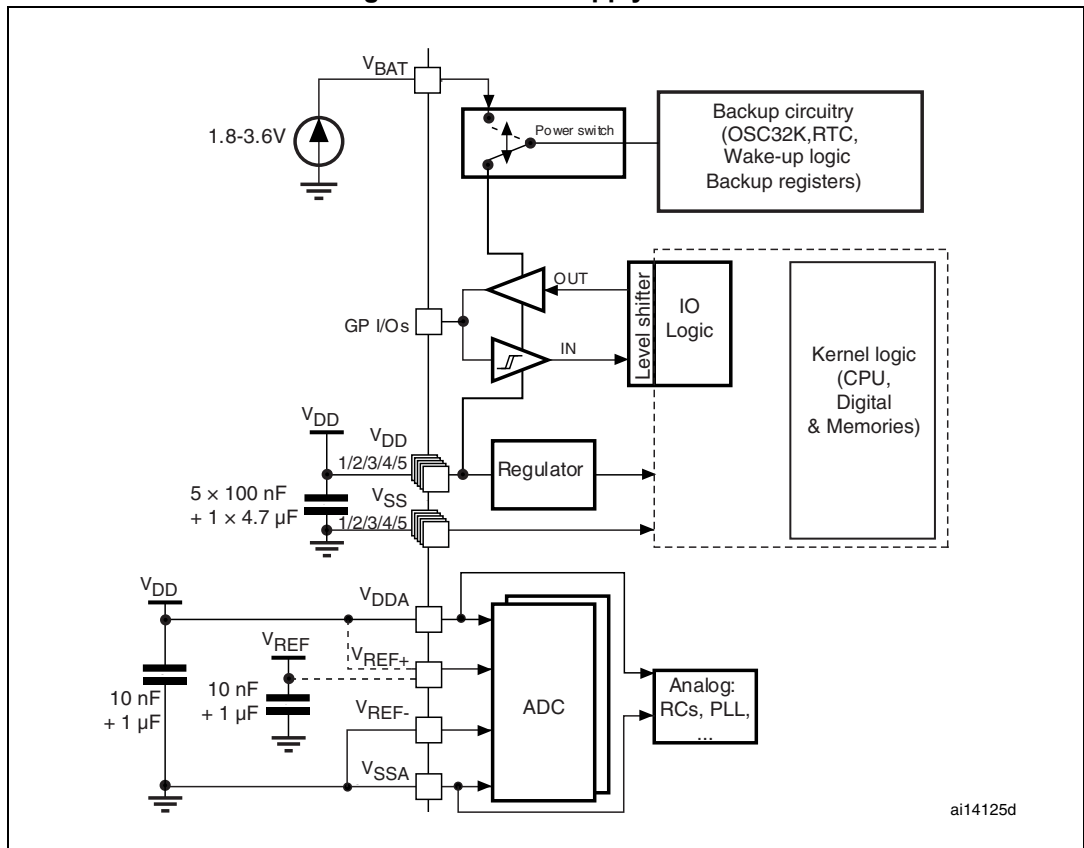 VBAT
1.8-3.6V
Power switch
Backup circuitry
(OSC32K,RTC,
Wake-up logic
Backup registers)
OUT
GP I/Os
IN
Level shifter
IO
Logic
Kernel logic
(CPU,
Digital
& Memories)
VDD
VDD
1/2/3/4/5
Regulator
5 × 100 nF
+ 1 × 4.7 µF
VSS
1/2/3/4/5
VDD
VDDA
VREF
VREF+
10 nF
+ 1 µF
10 nF
+ 1 µF
VREF-
VSSA
ADC
Analog:
RCs, PLL,
...
ai14125d